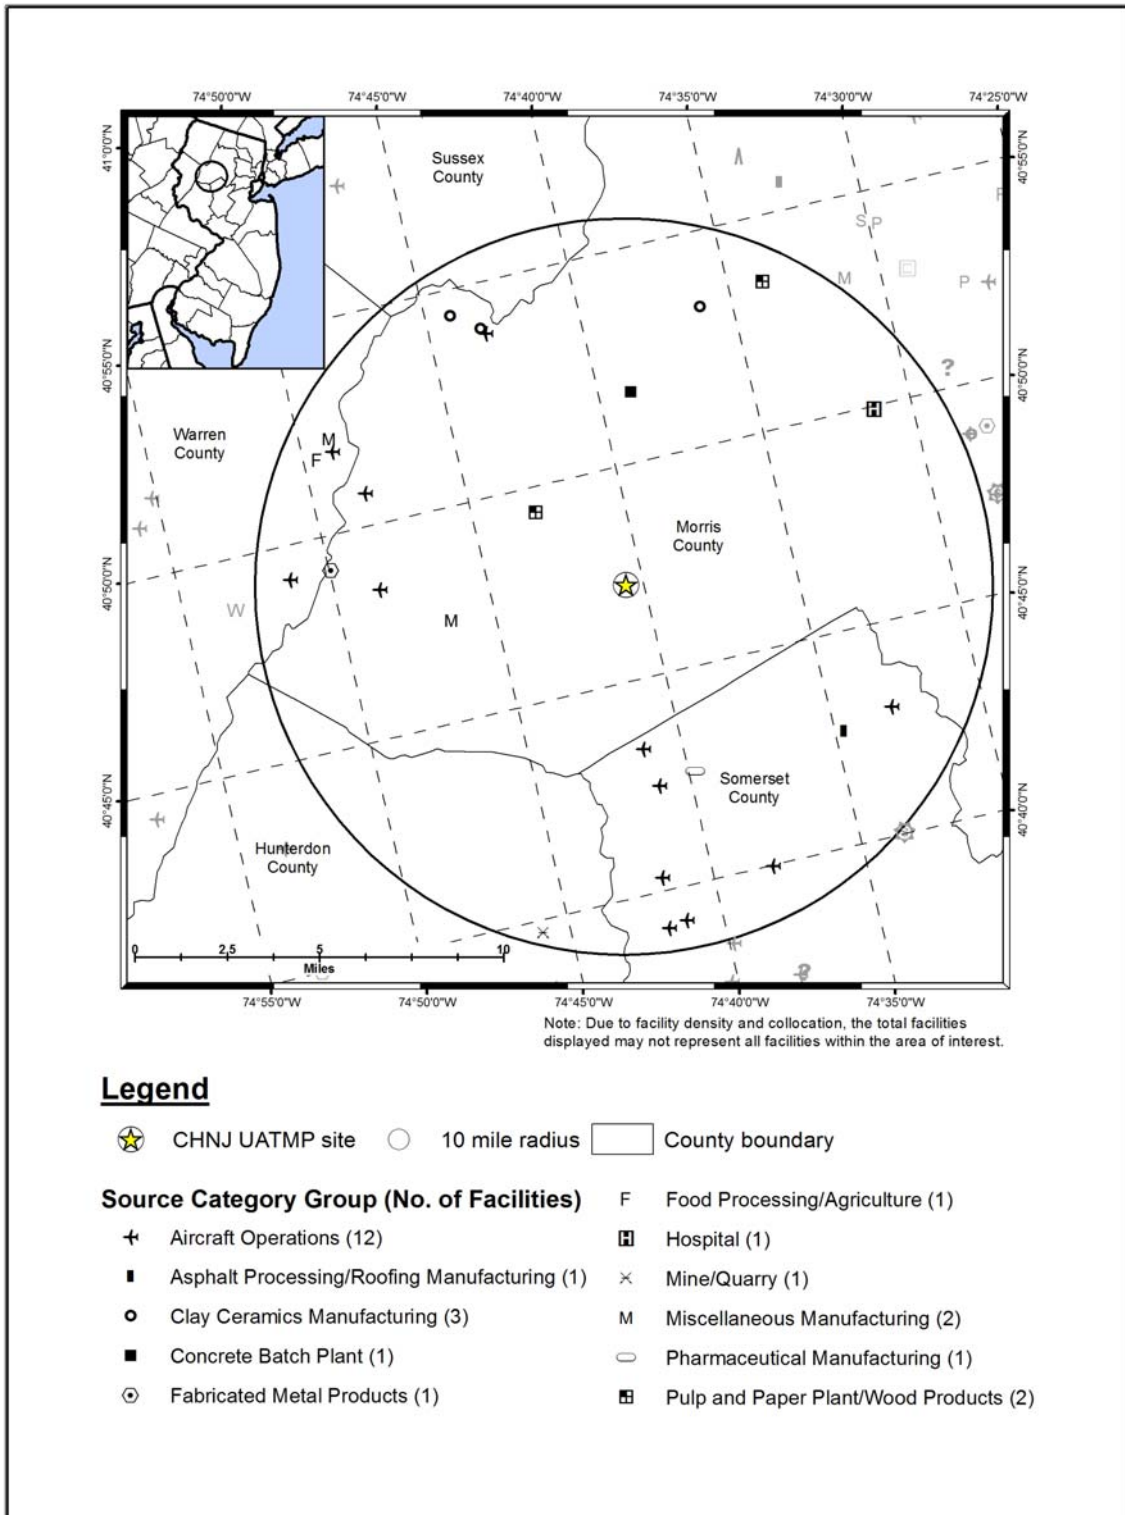 74°50'0"W 74°45'0"W 74°40'0"W 74°35'0"W 74°30'0"W 74°25'0"W
41°0'0"N
40°55'0"N
Sussex
County
S P
M
P
F
40°55'0"N
40°50'0"N
?
Warren
County
M
F
Morris
County
40°50'0"N
40°45'0"N
W
M
H
Somerset
County
40°45'0"N
40°40'0"N
Hunterdon
County
0 2.5 5 10
Miles
?
74°55'0"W 74°50'0"W 74°45'0"W 74°40'0"W 74°35'0"W
Note: Due to facility density and collocation, the total facilities
displayed may not represent all facilities within the area of interest.
Legend
CHNJ UATMP site 10 mile radius County boundary
Source Category Group (No. of Facilities)
Aircraft Operations (12)
Asphalt Processing/Roofing Manufacturing (1)
Clay Ceramics Manufacturing (3)
Concrete Batch Plant (1)
Fabricated Metal Products (1)
F Food Processing/Agriculture (1)
H Hospital (1)
Mine/Quarry (1)
M Miscellaneous Manufacturing (2)
Pharmaceutical Manufacturing (1)
Pulp and Paper Plant/Wood Products (2)